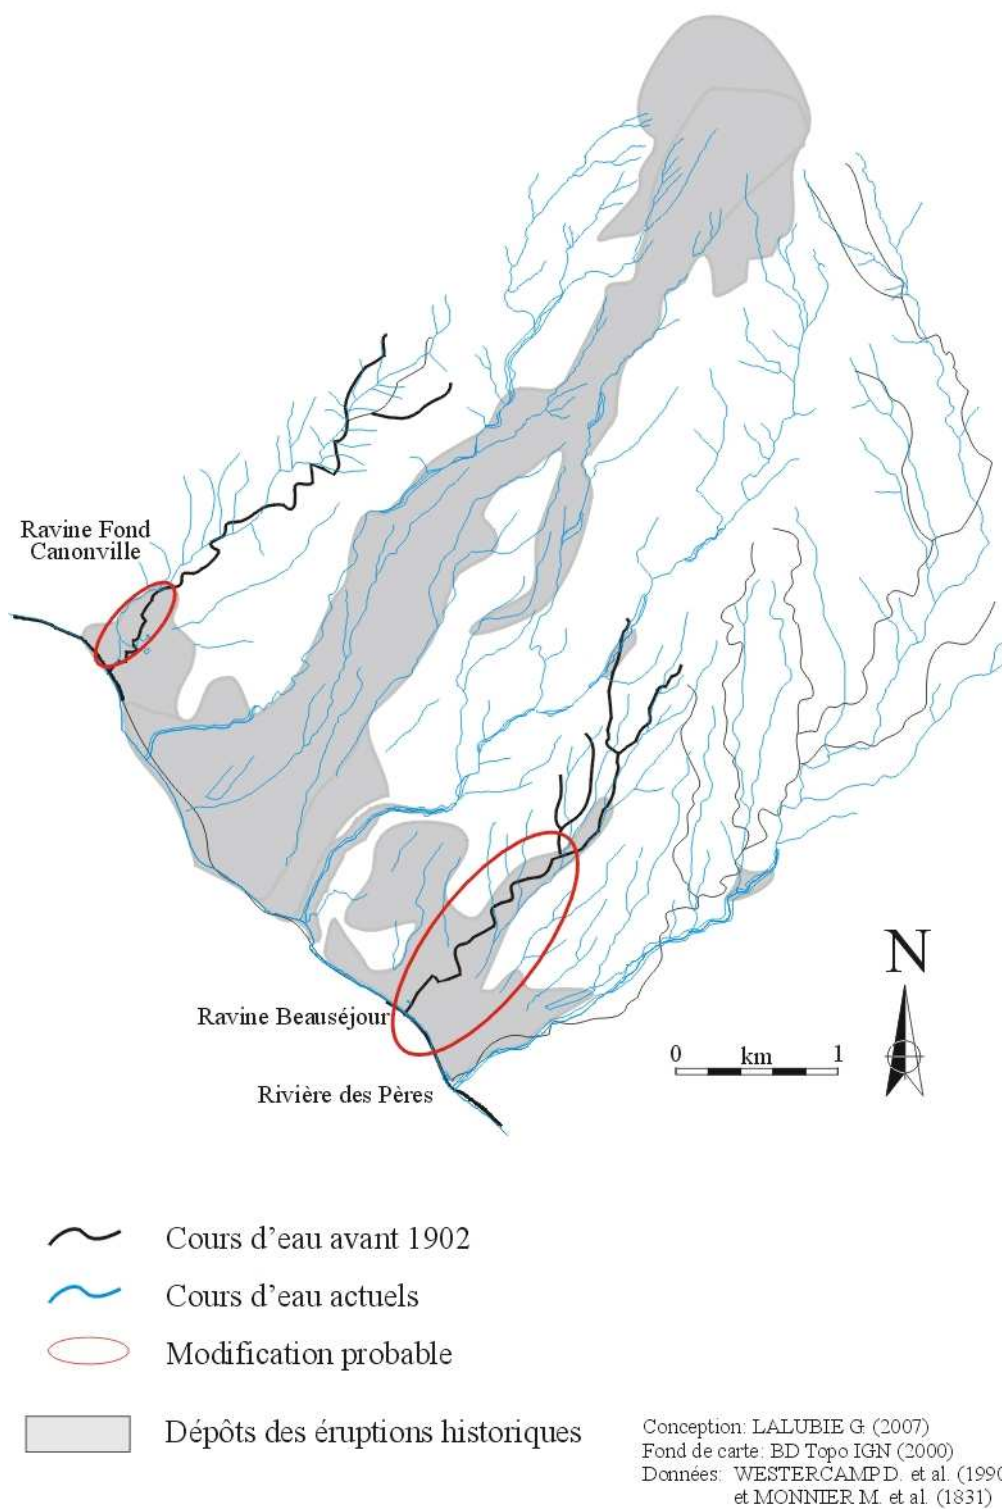 Ravine Fond
Canonville
N
Ravine Beauséjour
0 km 1
Rivière des Pères
Cours d'eau avant 1902
Cours d'eau actuels
Modification probable
Dépôts des éruptions historiques
Conception: LALUBIE G. (2007)
Fond de carte: BD Topo IGN (2000)
Données: WESTERCAMP D. et al. (1990
et MONNIER M. et al. (1831)